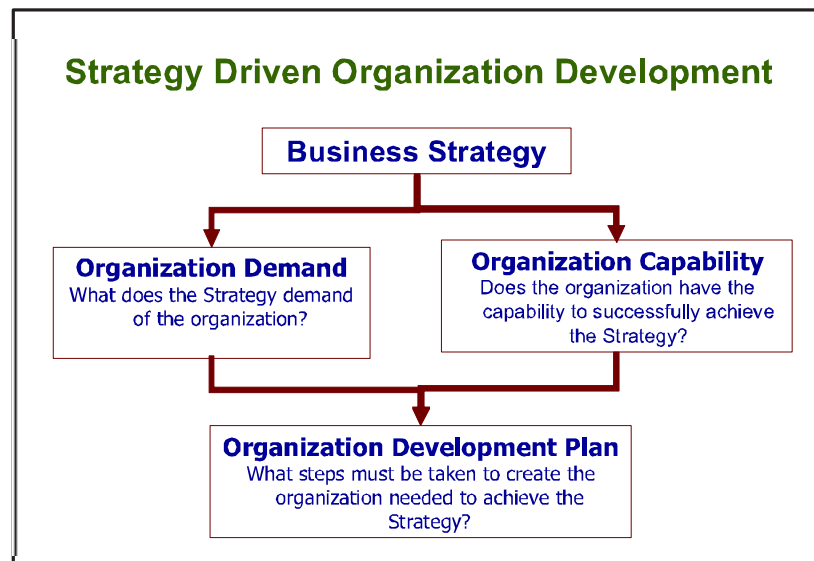 Strategy Driven Organization Development
Business Strategy
Organization Demand
What does the Strategy demand
of the organization?
Organization Capability
Does the organization have the
capability to successfully achieve
the Strategy?
Organization Development Plan
What steps must be taken to create the
organization needed to achieve the
Strategy?